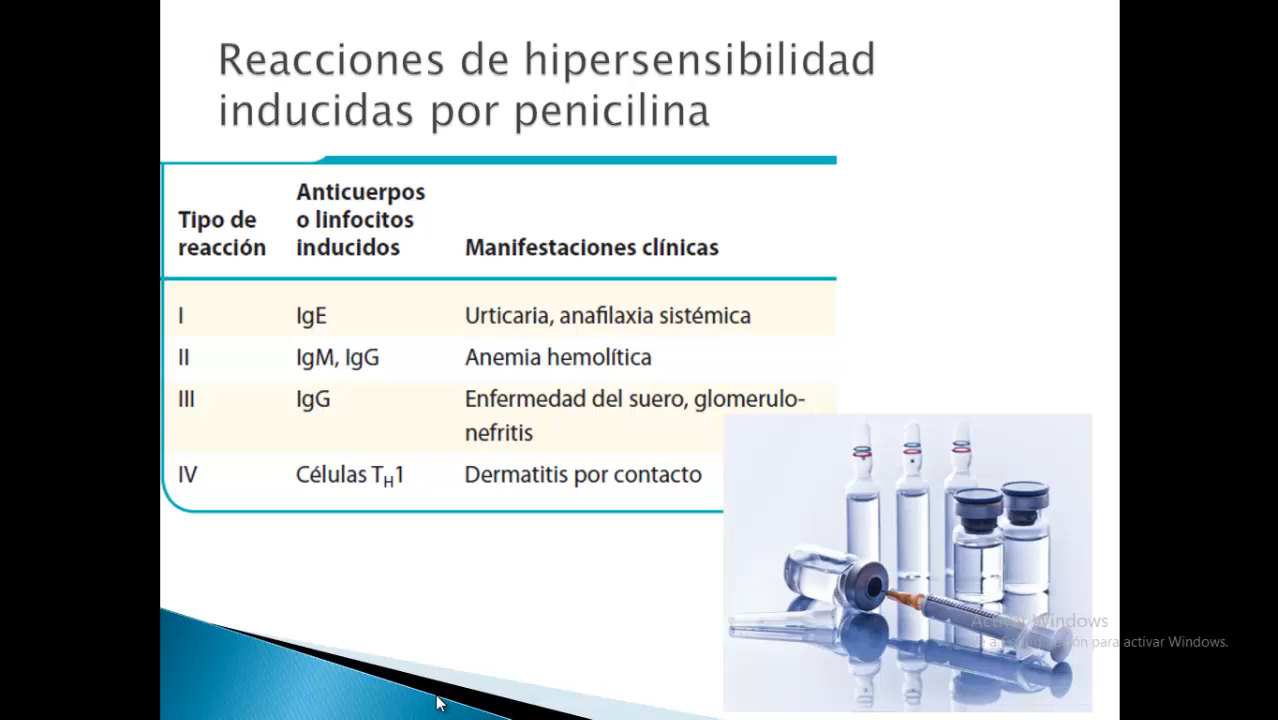 Reacciones de hipersensibilidad
inducidas por penicilina
Tipo de reacción
Anticuerpos o linfocitos inducidos
Manifestaciones clínicas
I IgE Urticaria, anafilaxia sistémica
II IgM, IgG Anemia hemolítica
III IgG Enfermedad del suero, glomerulo-
nefritis
IV Células TH1 Dermatitis por contacto
Activar Windows
para activar Windows.